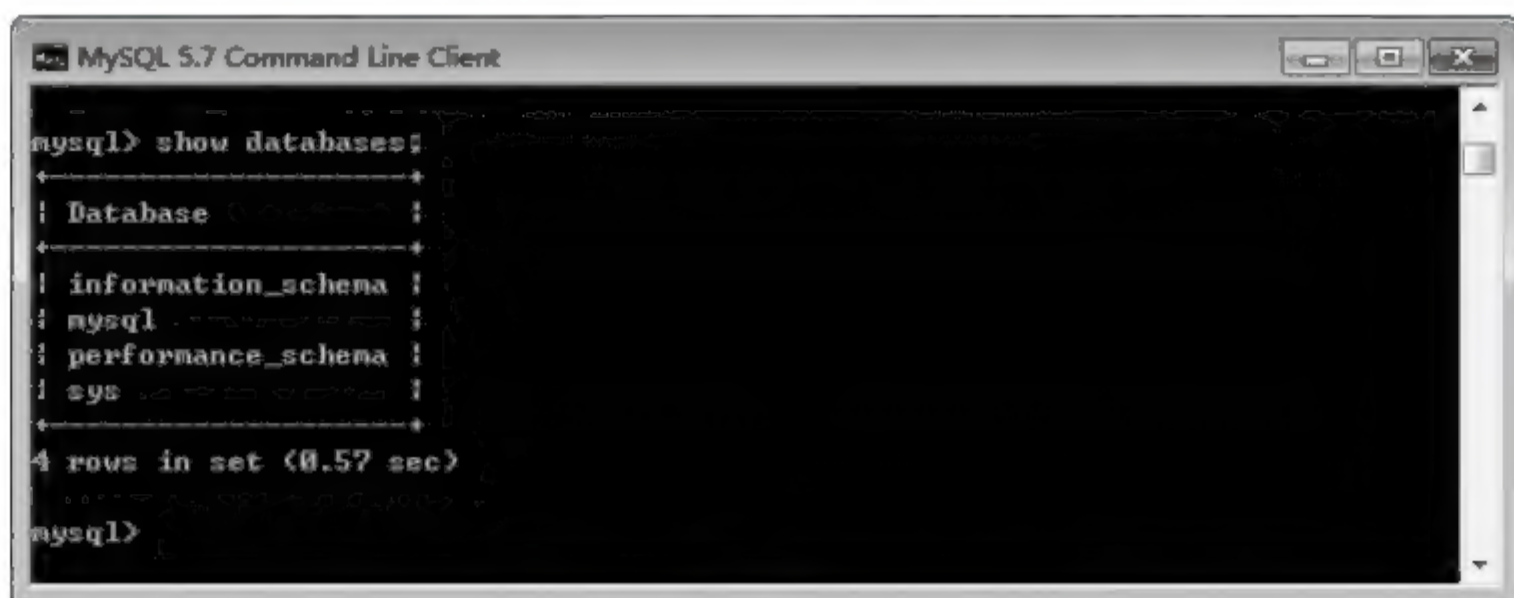 MySQL 5.7 Command Line Client
mysql> show databases;
+--------------------+
| Database           |
+--------------------+
| information_schema |
| mysql              |
| performance_schema |
| sys                |
+--------------------+
4 rows in set (0.57 sec)
mysql>